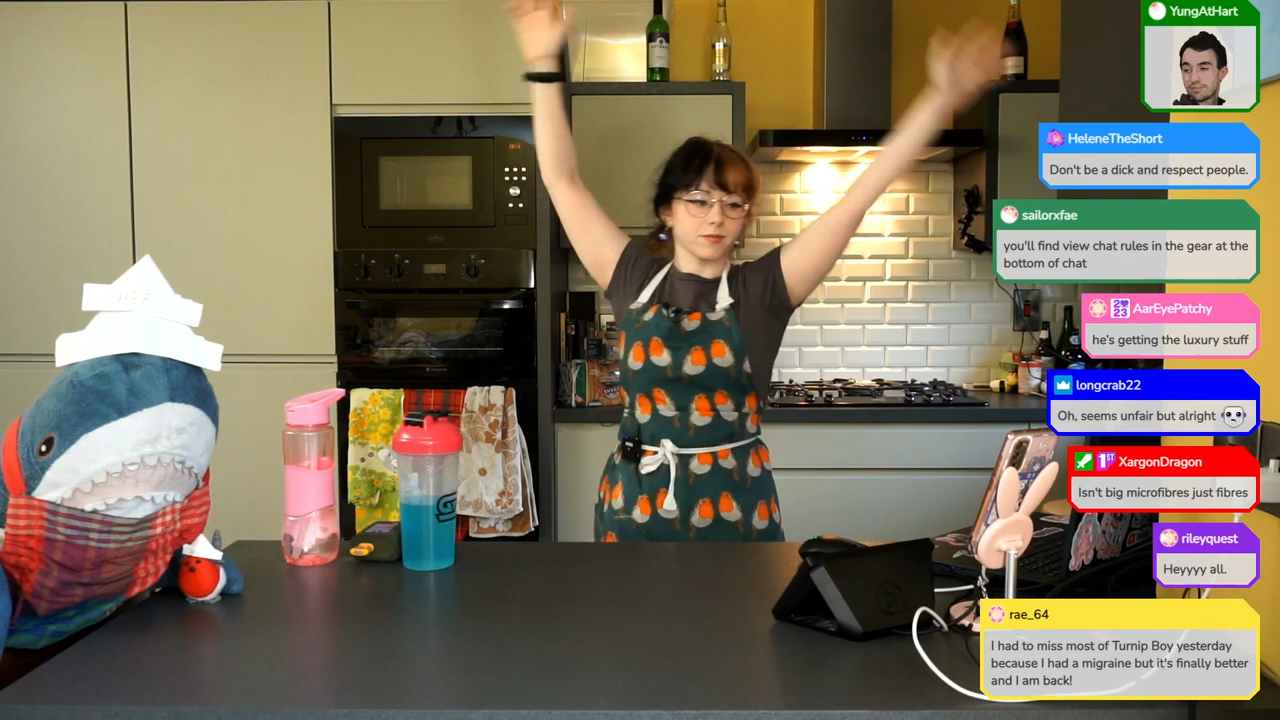 YungAtHart
HeleneTheShort
Don't be a dick and respect people.
sailorxfae
you'll find view chat rules in the gear at the
bottom of chat
2 23 AarEyePatchy
he's getting the luxury stuff
longcrab22
Oh, seems unfair but alright
1ST XargonDragon
Isn't big microfibres just fibres
rileyquest
Heyyyy all.
rae_64
I had to miss most of Turnip Boy yesterday
because I had a migraine but it's finally better
and I am back!